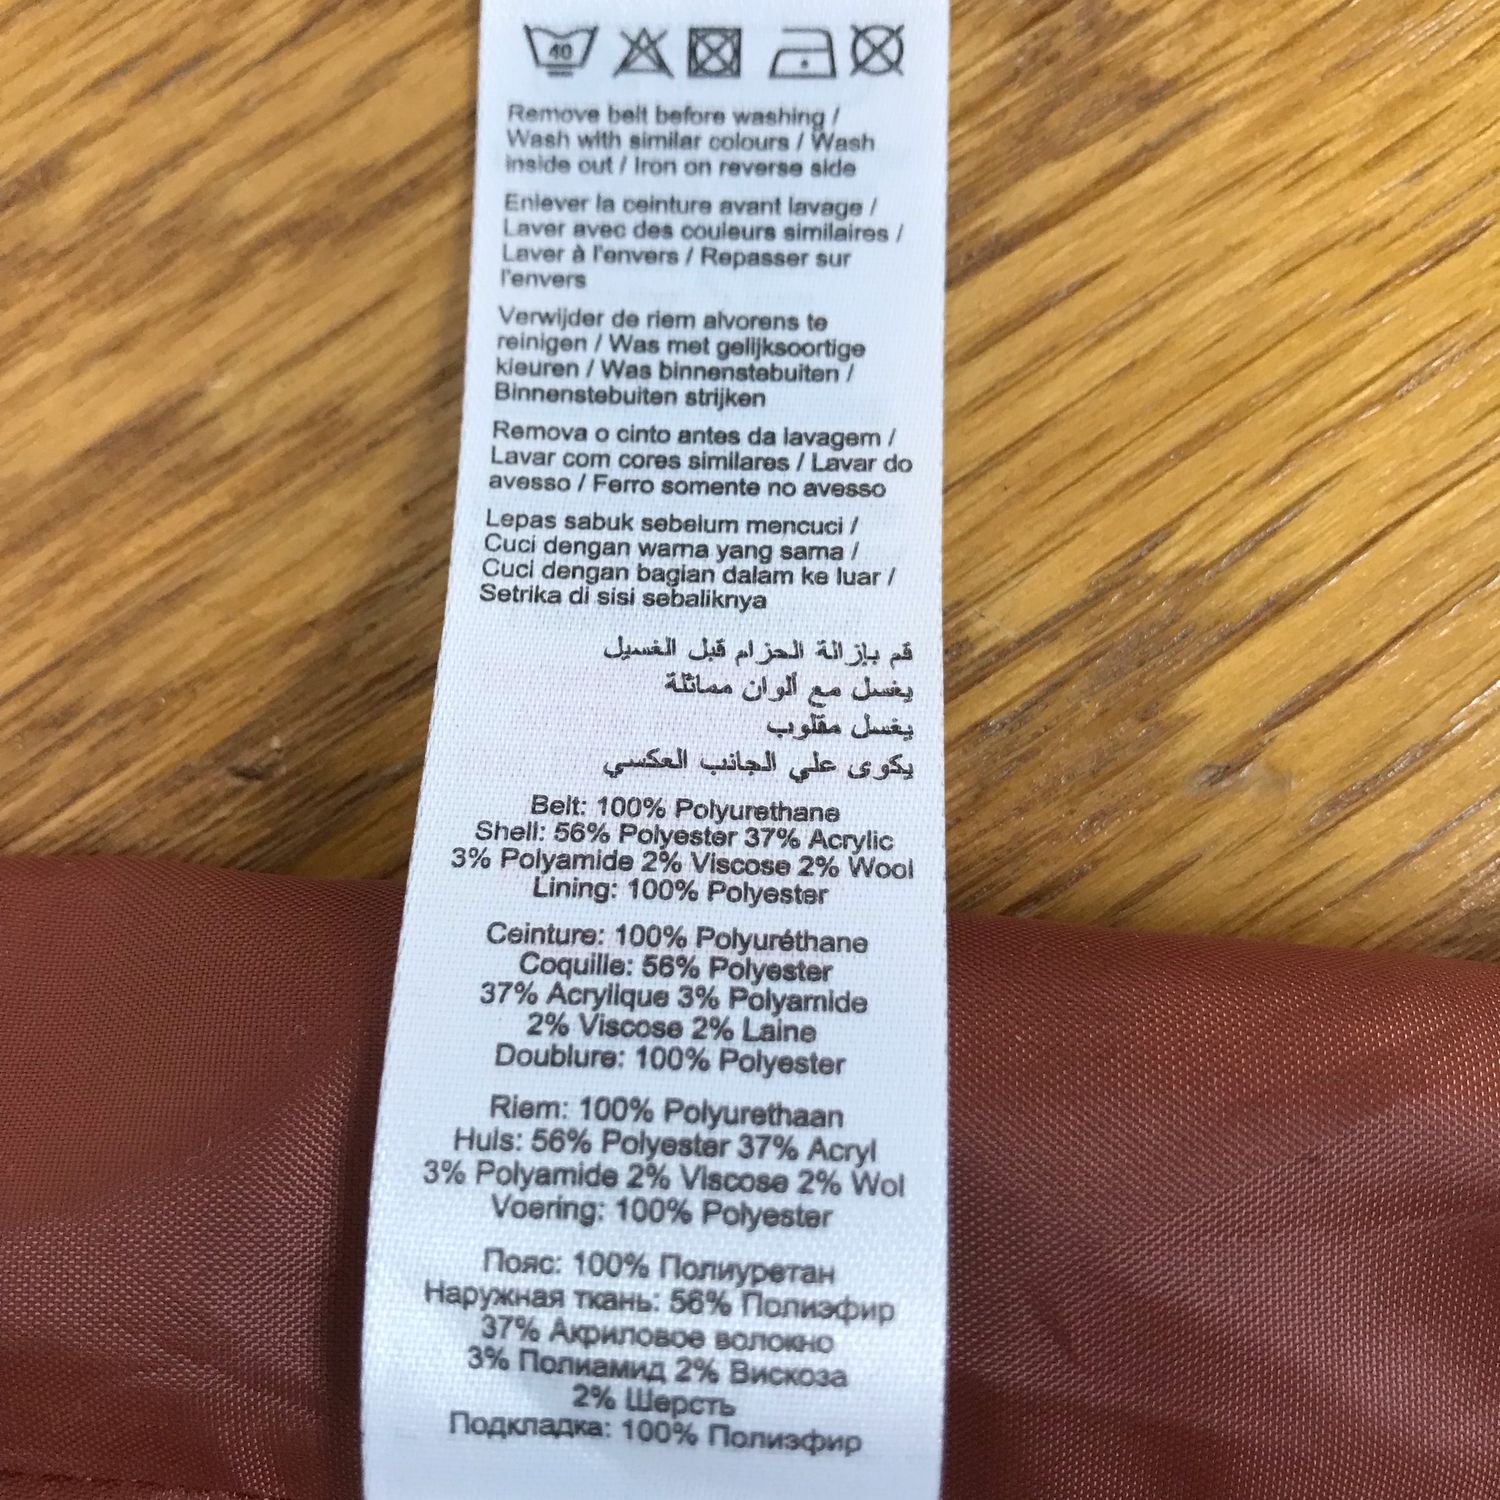 40
Remove belt before washing /
Wash with similar colours / Wash
inside out / Iron on reverse side
Enlever la ceinture avant lavage /
Laver avec des couleurs similaires /
Laver à l'envers / Repasser sur
l'envers
Verwijder de riem alvorens te
reinigen / Was met gelijksoortige
kleuren / Was binnenstebuiten /
Binnenstebuiten strijken
Remova o cinto antes da lavagem /
Lavar com cores similares / Lavar do
avesso / Ferro somente no avesso
Lepas sabuk sebelum mencuci /
Cuci dengan warna yang sama /
Cuci dengan bagian dalam ke luar /
Setrika di sisi sebaliknya
قم بإزالة الحزام قبل الغسيل
يغسل مع ألوان مماثلة
يغسل مقلوب
يكوى علي الجانب العكسي
Belt: 100% Polyurethane
Shell: 56% Polyester 37% Acrylic
3% Polyamide 2% Viscose 2% Wool
Lining: 100% Polyester
Ceinture: 100% Polyuréthane
Coquille: 56% Polyester
37% Acrylique 3% Polyamide
2% Viscose 2% Laine
Doublure: 100% Polyester
Riem: 100% Polyurethaan
Huls: 56% Polyester 37% Acryl
3% Polyamide 2% Viscose 2% Wol
Voering: 100% Polyester
Пояс: 100% Полиуретан
Наружная ткань: 56% Полиэфир
37% Акриловое волокно
3% Полиамид 2% Вискоза
2% Шерсть
Подкладка: 100% Полиэфир